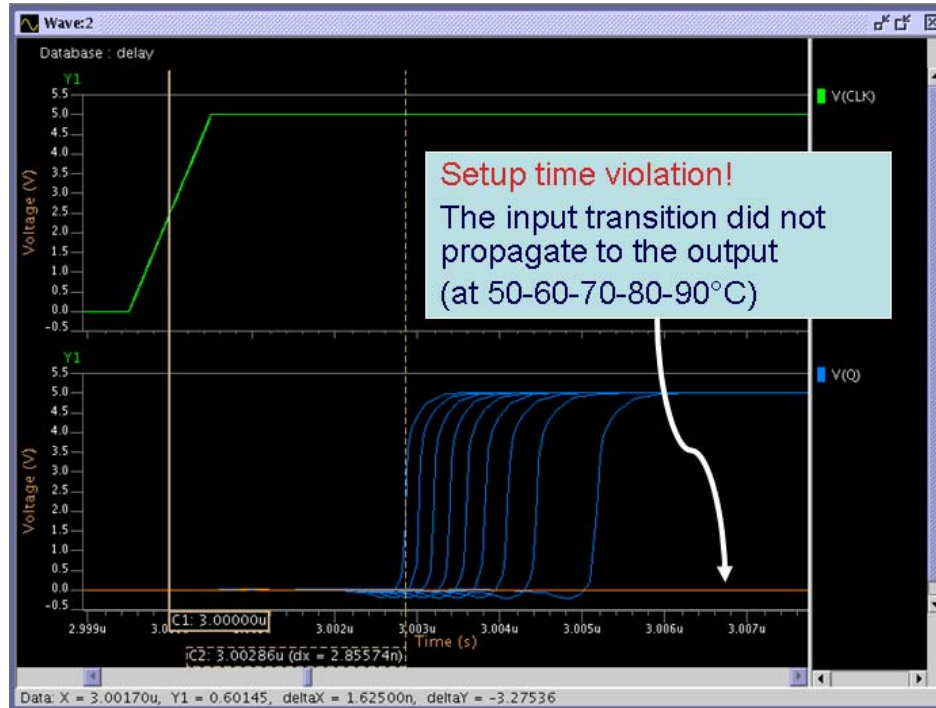 Wave:2
Database : delay
Y1
5.5
5.0
4.5
4.0
3.5
3.0
2.5
2.0
1.5
1.0
0.5
0.0
-0.5
Voltage (V)
V(CLK)
Setup time violation!
The input transition did not
propagate to the output
(at 50-60-70-80-90°C)
Y1
5.5
5.0
4.5
4.0
3.5
3.0
2.5
2.0
1.5
1.0
0.5
0.0
-0.5
Voltage (V)
V(Q)
C1: 3.00000u
2.999u 3.002u 3.003u 3.004u 3.005u 3.006u 3.007u
Time (s)
C2: 3.00286u (dx = 2.85574n)
Data: X = 3.00170u, Y1 = 0.60145, deltaX = 1.62500n, deltaY = -3.27536